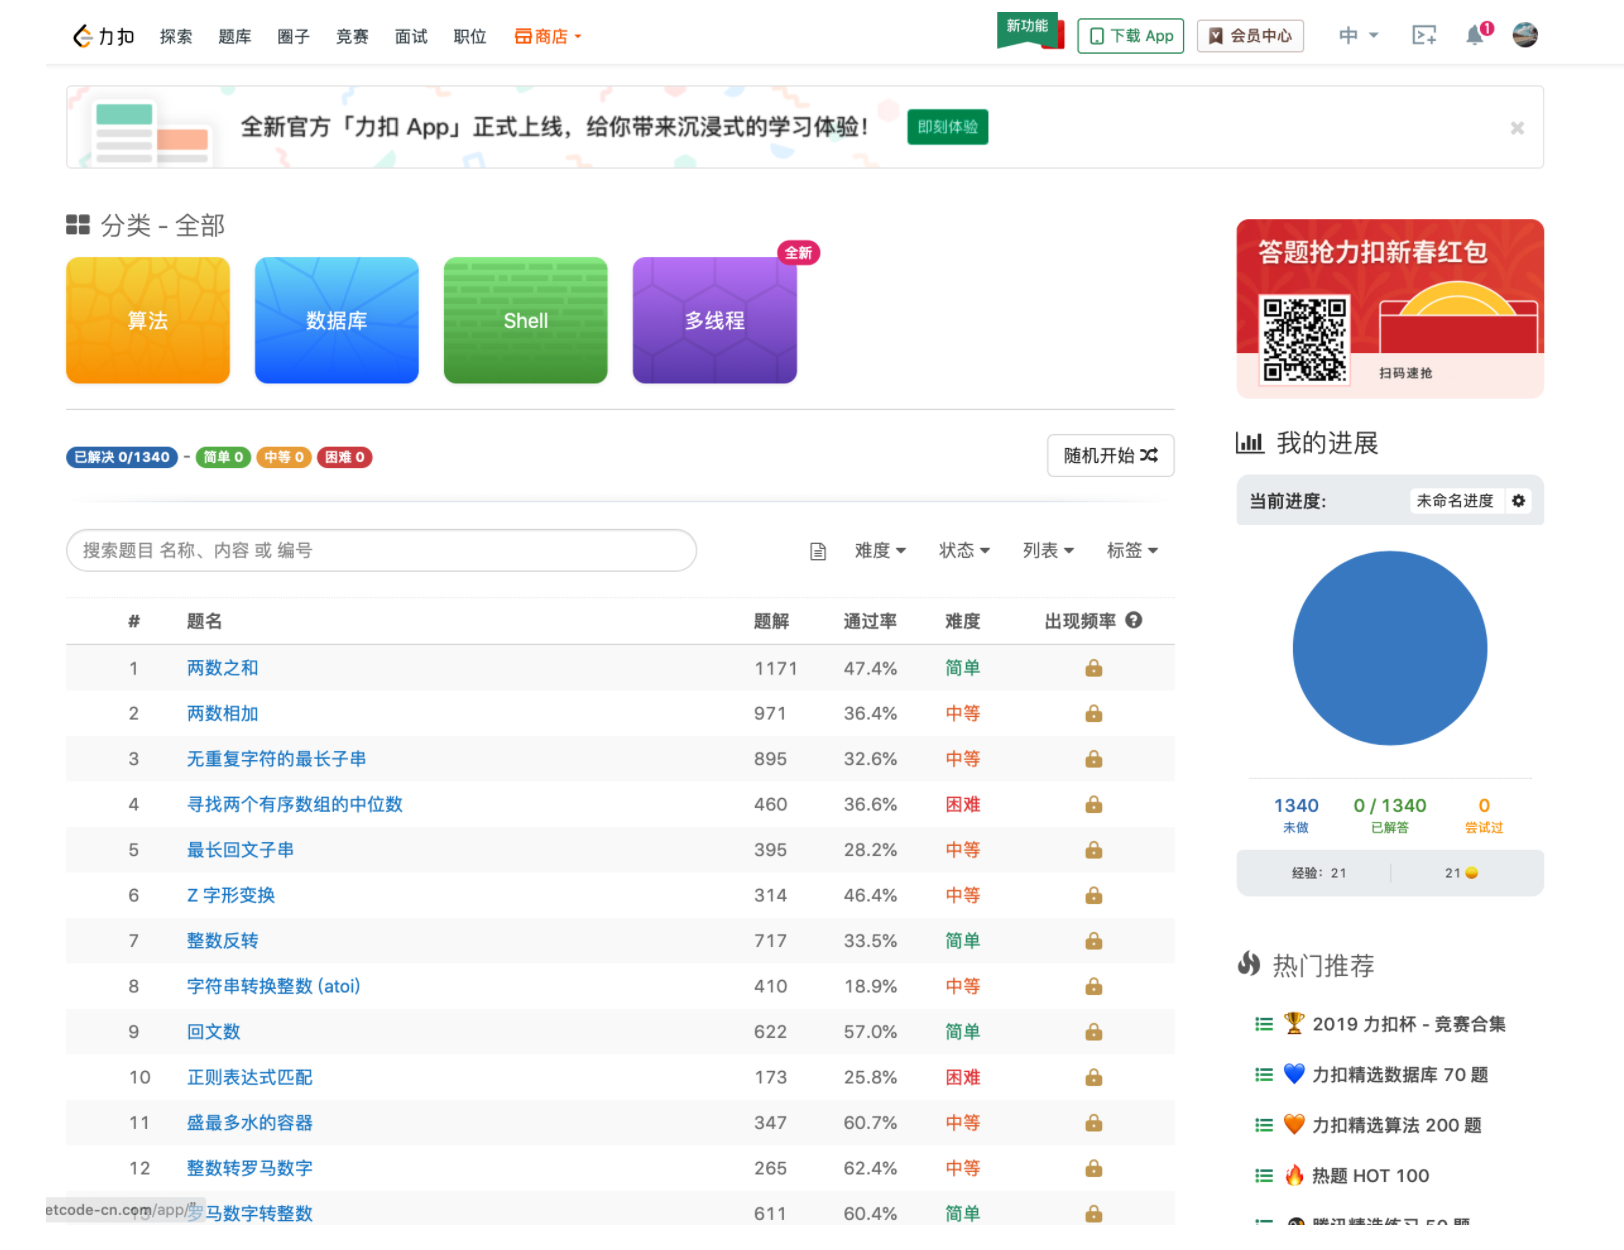 力扣 探索 题库 圈子 竞赛 面试 职位 商店 新功能 下载 App 会员中心 中 1
全新官方「力扣 App」正式上线，给你带来沉浸式的学习体验！ 即刻体验
分类 - 全部
全新
算法 数据库 Shell 多线程
已解决 0/1340 - 简单 0 中等 0 困难 0 随机开始
搜索题目 名称、内容 或 编号 难度 状态 列表 标签
# 题名 题解 通过率 难度 出现频率
1 两数之和 1171 47.4% 简单
2 两数相加 971 36.4% 中等
3 无重复字符的最长子串 895 32.6% 中等
4 寻找两个有序数组的中位数 460 36.6% 困难
5 最长回文子串 395 28.2% 中等
6 Z 字形变换 314 46.4% 中等
7 整数反转 717 33.5% 简单
8 字符串转换整数 (atoi) 410 18.9% 中等
9 回文数 622 57.0% 简单
10 正则表达式匹配 173 25.8% 困难
11 盛最多水的容器 347 60.7% 中等
12 整数转罗马数字 265 62.4% 中等
13 罗马数字转整数 611 60.4% 简单
etcode-cn.com/app/
答题抢力扣新春红包
扫码速抢
我的进展
当前进度: 未命名进度
1340 0 / 1340 0
未做 已解答 尝试过
经验: 21 21
热门推荐
2019 力扣杯 - 竞赛合集
力扣精选数据库 70 题
力扣精选算法 200 题
热题 HOT 100
腾讯精选练习 50 题